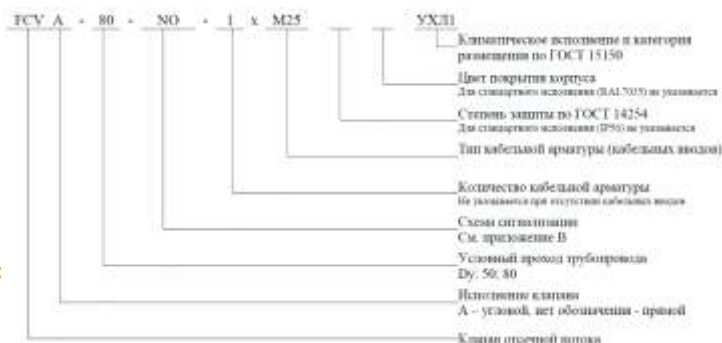 FCV A - 80 - NO - 1 x M25 УХЛ1
Климатическое исполнение и категория
размещения по ГОСТ 15150
Цвет покрытия корпуса
Для стандартного исполнения (RAL7035) не указывается
Степень защиты по ГОСТ 14254
Для стандартного исполнения (IP56) не указывается
Тип кабельной арматуры (кабельных вводов)
Количество кабельной арматуры
Не указывается при отсутствии кабельных вводов
Схема сигнализации
См. приложение В
Условный проход трубопровода
Dy: 50; 80
Исполнение клапана
А – угловой, нет обозначения - прямой
Клапан отсечной потока